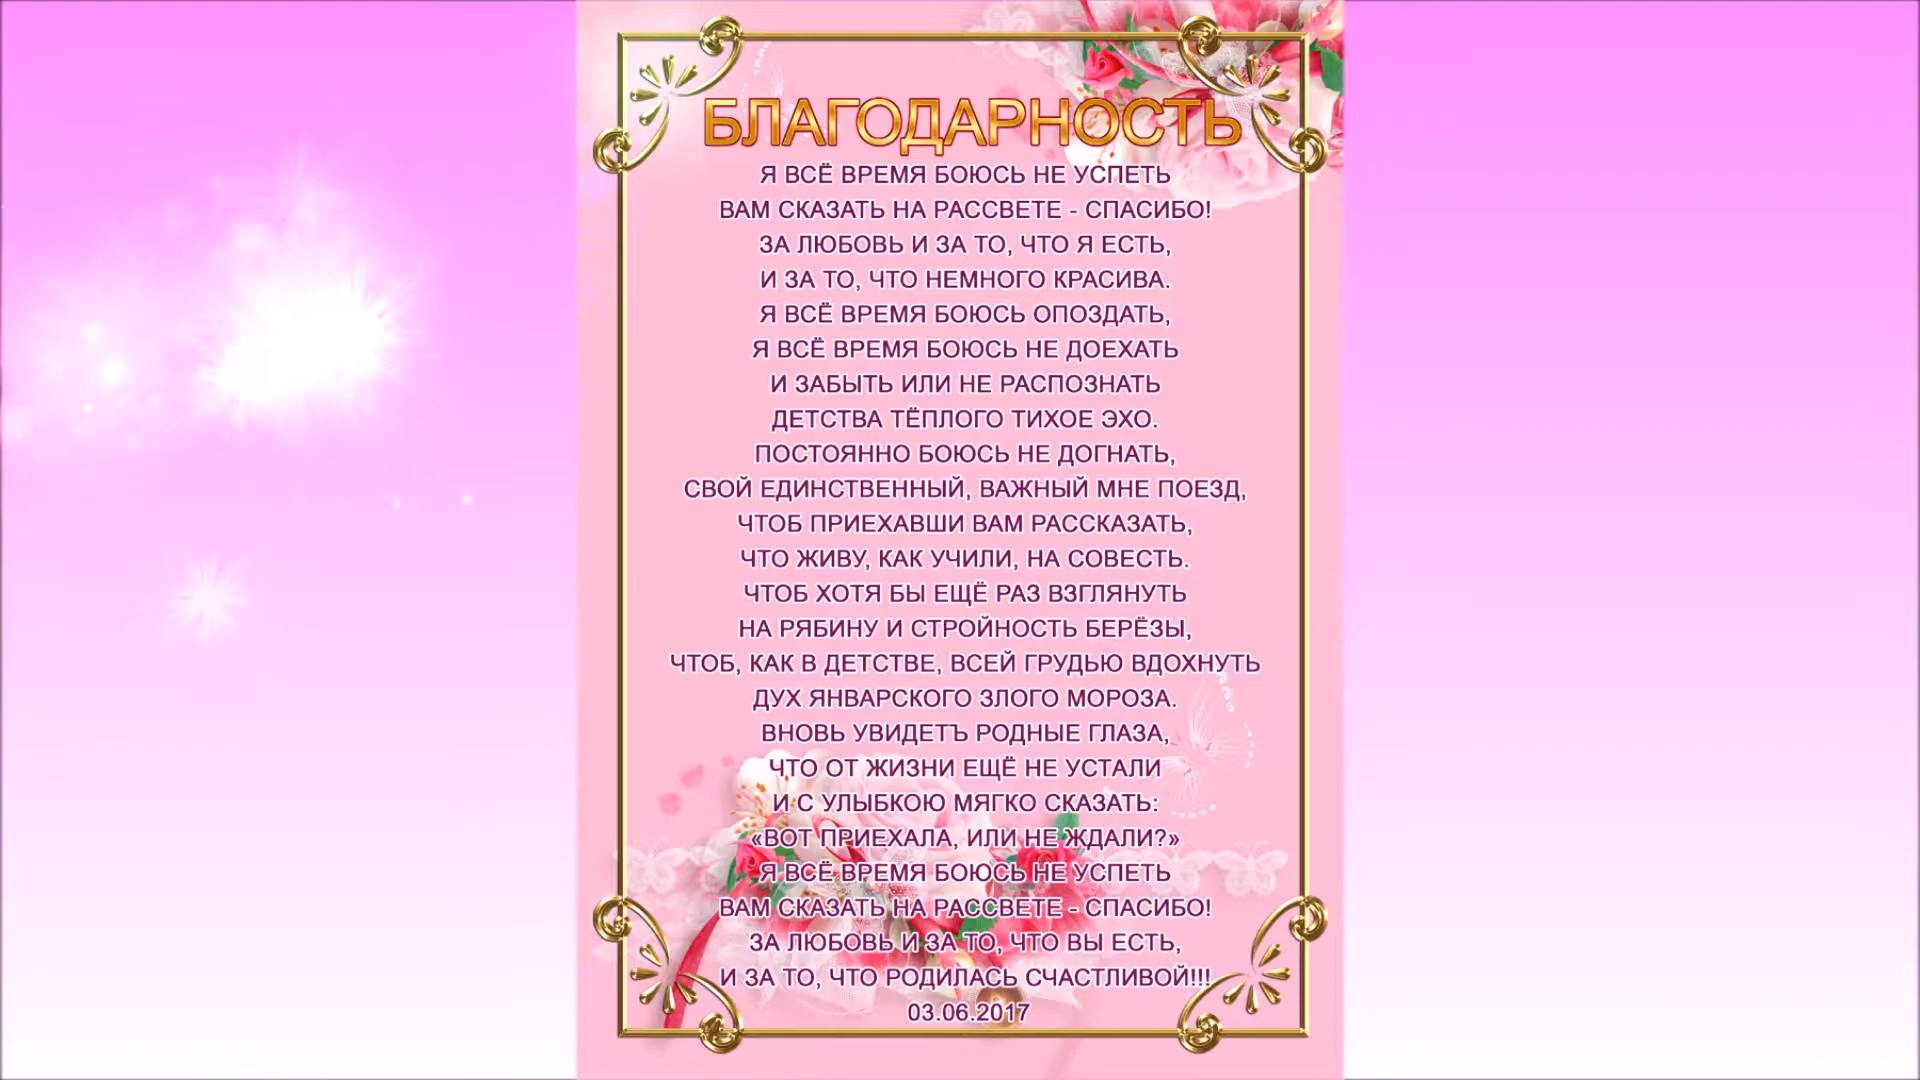 БЛАГОДАРНОСТЬ
Я ВСЁ ВРЕМЯ БОЮСЬ НЕ УСПЕТЬ
ВАМ СКАЗАТЬ НА РАССВЕТЕ - СПАСИБО!
ЗА ЛЮБОВЬ И ЗА ТО, ЧТО Я ЕСТЬ,
И ЗА ТО, ЧТО НЕМНОГО КРАСИВА.
Я ВСЁ ВРЕМЯ БОЮСЬ ОПОЗДАТЬ,
Я ВСЁ ВРЕМЯ БОЮСЬ НЕ ДОЕХАТЬ
И ЗАБЫТЬ ИЛИ НЕ РАСПОЗНАТЬ
ДЕТСТВА ТЁПЛОГО ТИХОЕ ЭХО.
ПОСТОЯННО БОЮСЬ НЕ ДОГНАТЬ,
СВОЙ ЕДИНСТВЕННЫЙ, ВАЖНЫЙ МНЕ ПОЕЗД,
ЧТОБ ПРИЕХАВШИ ВАМ РАССКАЗАТЬ,
ЧТО ЖИВУ, КАК УЧИЛИ, НА СОВЕСТЬ.
ЧТОБ ХОТЯ БЫ ЕЩЁ РАЗ ВЗГЛЯНУТЬ
НА РЯБИНУ И СТРОЙНОСТЬ БЕРЁЗЫ,
ЧТОБ, КАК В ДЕТСТВЕ, ВСЕЙ ГРУДЬЮ ВДОХНУТЬ
ДУХ ЯНВАРСКОГО ЗЛОГО МОРОЗА.
ВНОВЬ УВИДЕТЪ РОДНЫЕ ГЛАЗА,
ЧТО ОТ ЖИЗНИ ЕЩЁ НЕ УСТАЛИ
И С УЛЫБКОЮ МЯГКО СКАЗАТЬ:
«ВОТ ПРИЕХАЛА, ИЛИ НЕ ЖДАЛИ?»
Я ВСЁ ВРЕМЯ БОЮСЬ НЕ УСПЕТЬ
ВАМ СКАЗАТЬ НА РАССВЕТЕ - СПАСИБО!
ЗА ЛЮБОВЬ И ЗА ТО, ЧТО ВЫ ЕСТЬ,
И ЗА ТО, ЧТО РОДИЛАСЬ СЧАСТЛИВОЙ!!!
03.06.2017